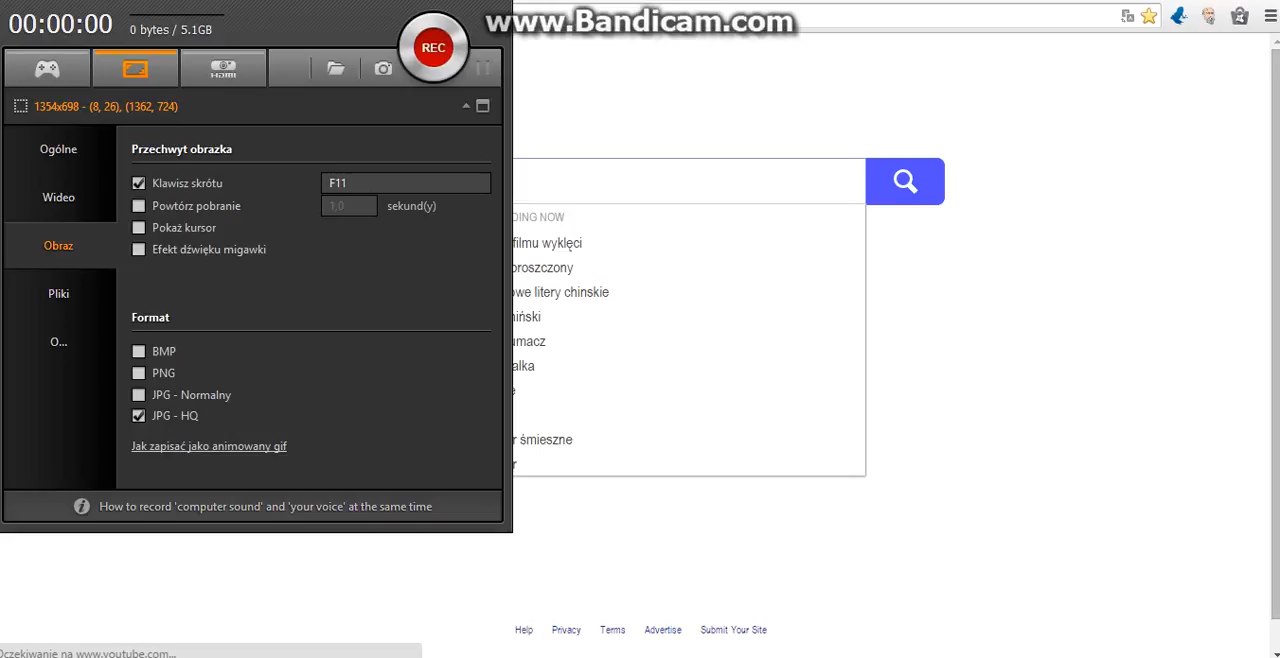 www.Bandicam.com
00:00:00
0 bytes / 5.1GB
REC
HDMI
1354x698 - (8, 26), (1362, 724)
Ogólne
Wideo
Obraz
Pliki
O...
Przechwyt obrazka
Klawisz skrótu
F11
Powtórz pobranie
1,0
sekund(y)
Pokaż kursor
Efekt dźwięku migawki
Format
BMP
PNG
JPG - Normalny
JPG - HQ
Jak zapisać jako animowany gif
How to record 'computer sound' and 'your voice' at the same time
DING NOW
filmu wyklęci
proszczony
owe litery chinskie
iński
umacz
alka
e
r śmieszne
r
Help Privacy Terms Advertise Submit Your Site
Oczekiwanie na www.youtube.com...